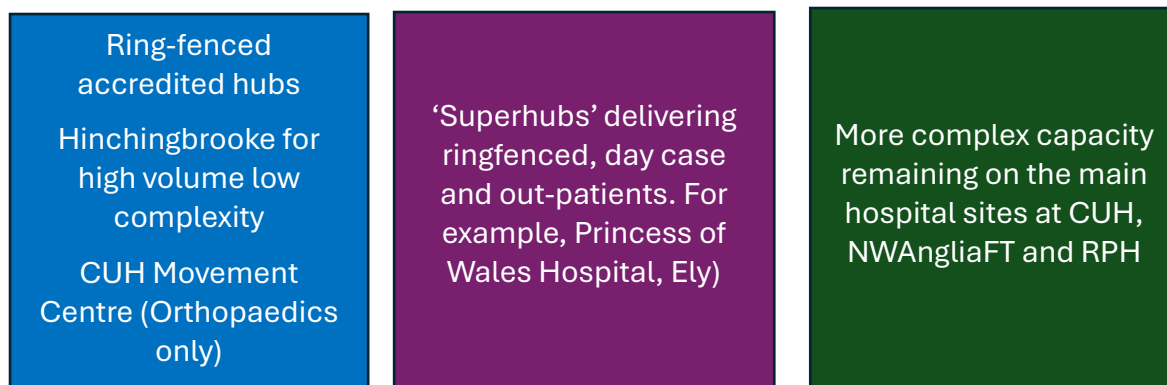 Ring-fenced
accredited hubs
Hinchingbrooke for
high volume low
complexity
CUH Movement
Centre (Orthopaedics
only)
‘Superhubs’ delivering
ringfenced, day case
and out-patients. For
example, Princess of
Wales Hospital, Ely)
More complex capacity
remaining on the main
hospital sites at CUH,
NWAngliaFT and RPH